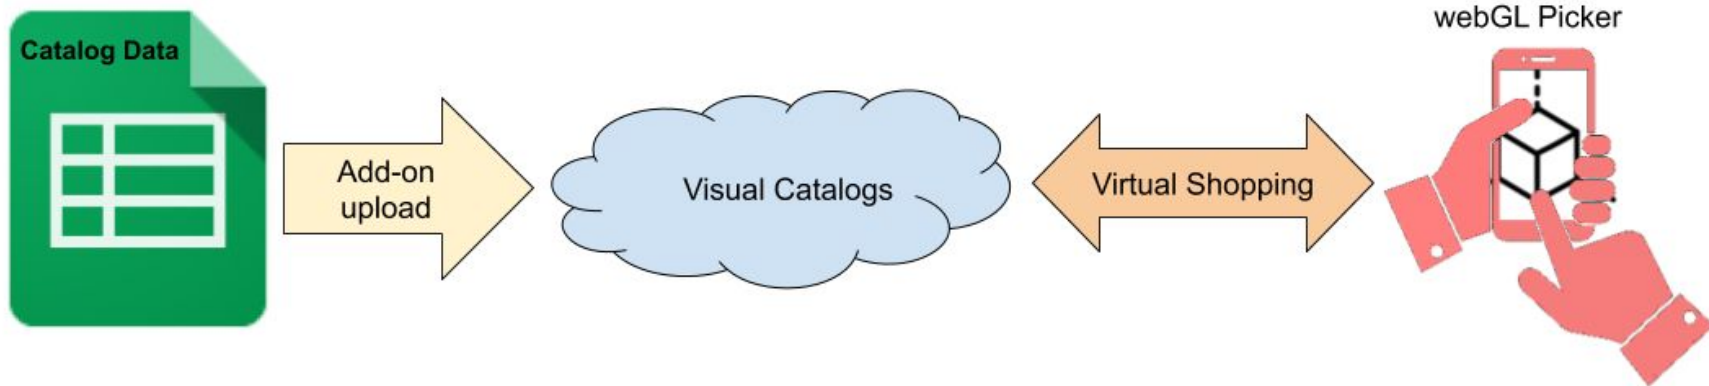 Catalog Data
Add-on
upload
Visual Catalogs
Virtual Shopping
webGL Picker